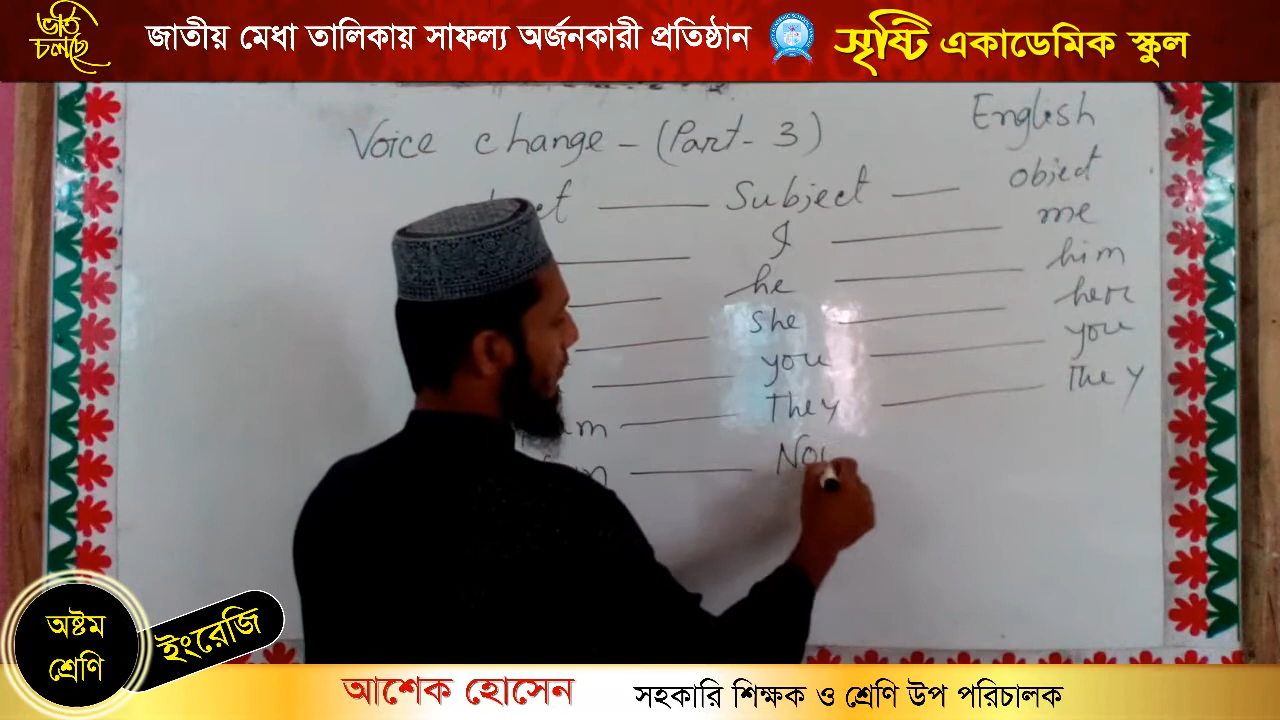 ভর্তি চলছে
জাতীয় মেধা তালিকায় সাফল্য অর্জনকারী প্রতিষ্ঠান
সৃষ্টি একাডেমিক স্কুল
Voice change - (Part - 3)
English
Subject — object
I — me
he — him
she — her
you — you
They — They
অষ্টম শ্রেণি
ইংরেজি
আশেক হোসেন
সহকারি শিক্ষক ও শ্রেণি উপ পরিচালক